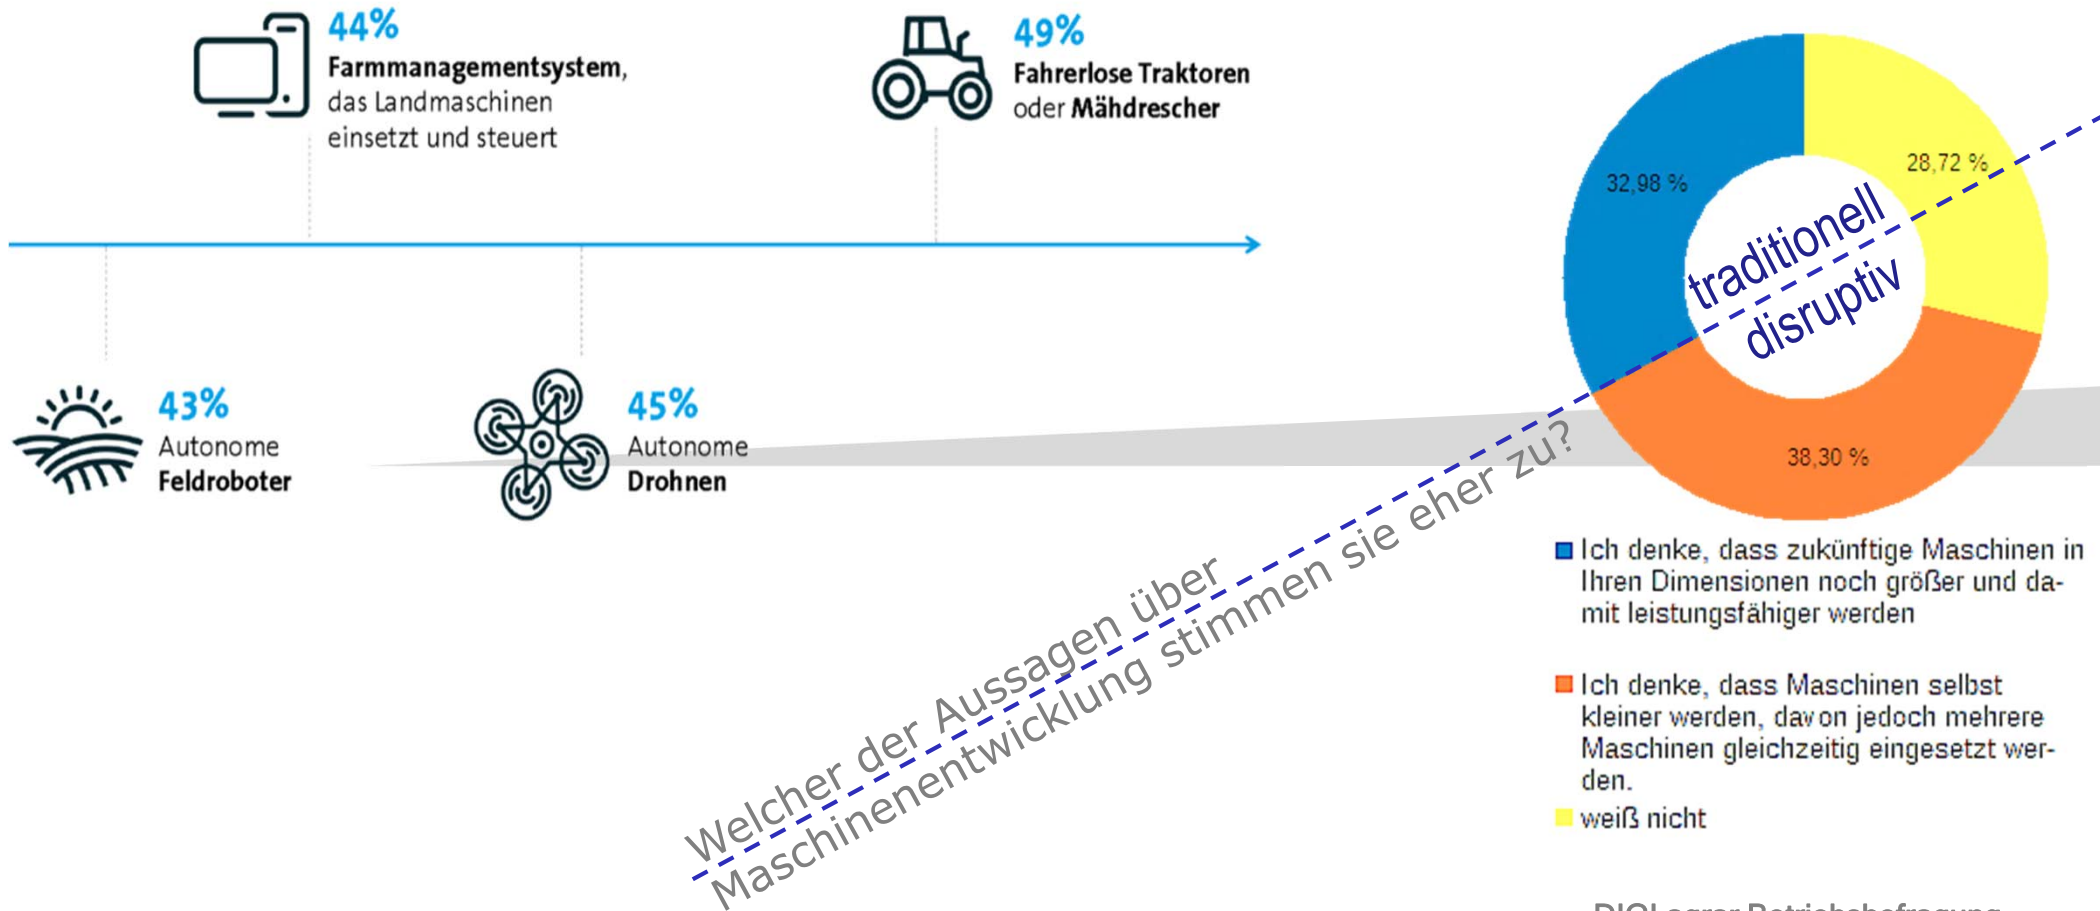 44%
Farmmanagementsystem,
das Landmaschinen
einsetzt und steuert
49%
Fahrerlose Traktoren
oder Mähdrescher
43%
Autonome
Feldroboter
45%
Autonome
Drohnen
Welcher der Aussagen über
Maschinenentwicklung stimmen sie eher zu?
32,98 %
28,72 %
traditionell
disruptiv
38,30 %
Ich denke, dass zukünftige Maschinen in
Ihren Dimensionen noch größer und da-
mit leistungsfähiger werden
Ich denke, dass Maschinen selbst
kleiner werden, davon jedoch mehrere
Maschinen gleichzeitig eingesetzt wer-
den.
weiß nicht
Betriebsbefragung